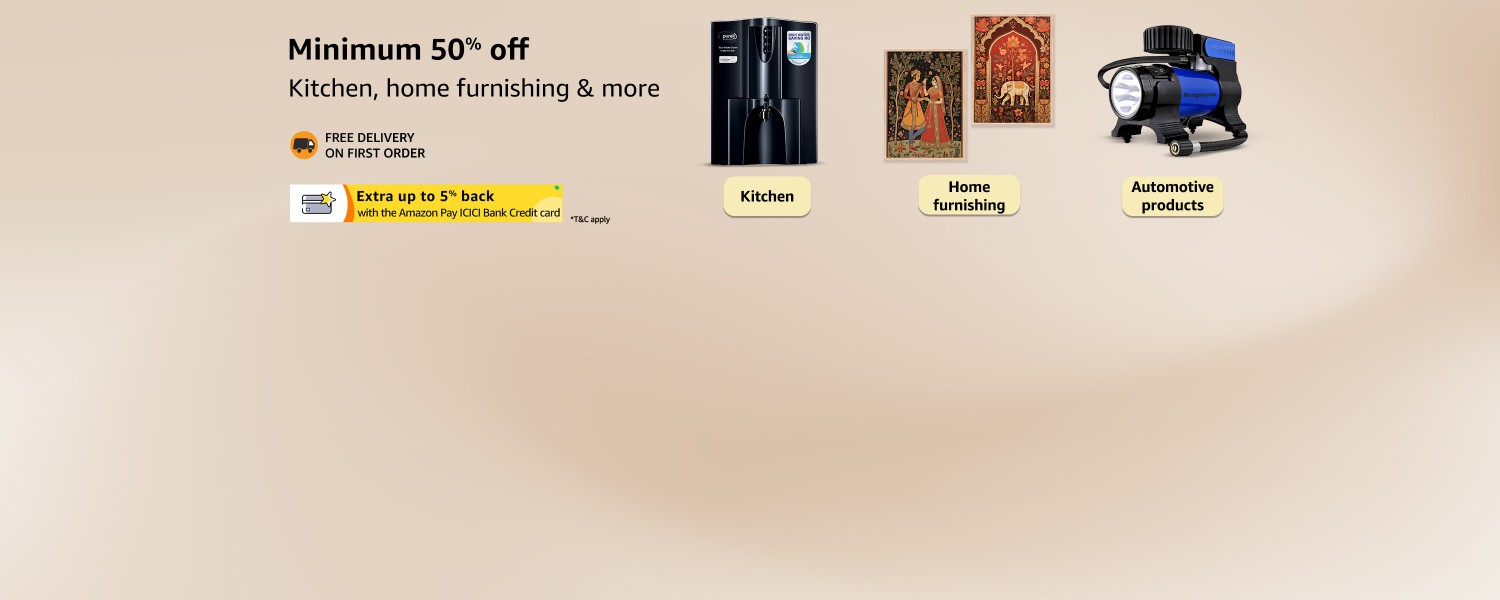 Minimum 50% off
Kitchen, home furnishing & more
FREE DELIVERY
ON FIRST ORDER
Extra up to 5% back
with the Amazon Pay ICICI Bank Credit card
*T&C apply
Kitchen
Home
furnishing
Automotive
products